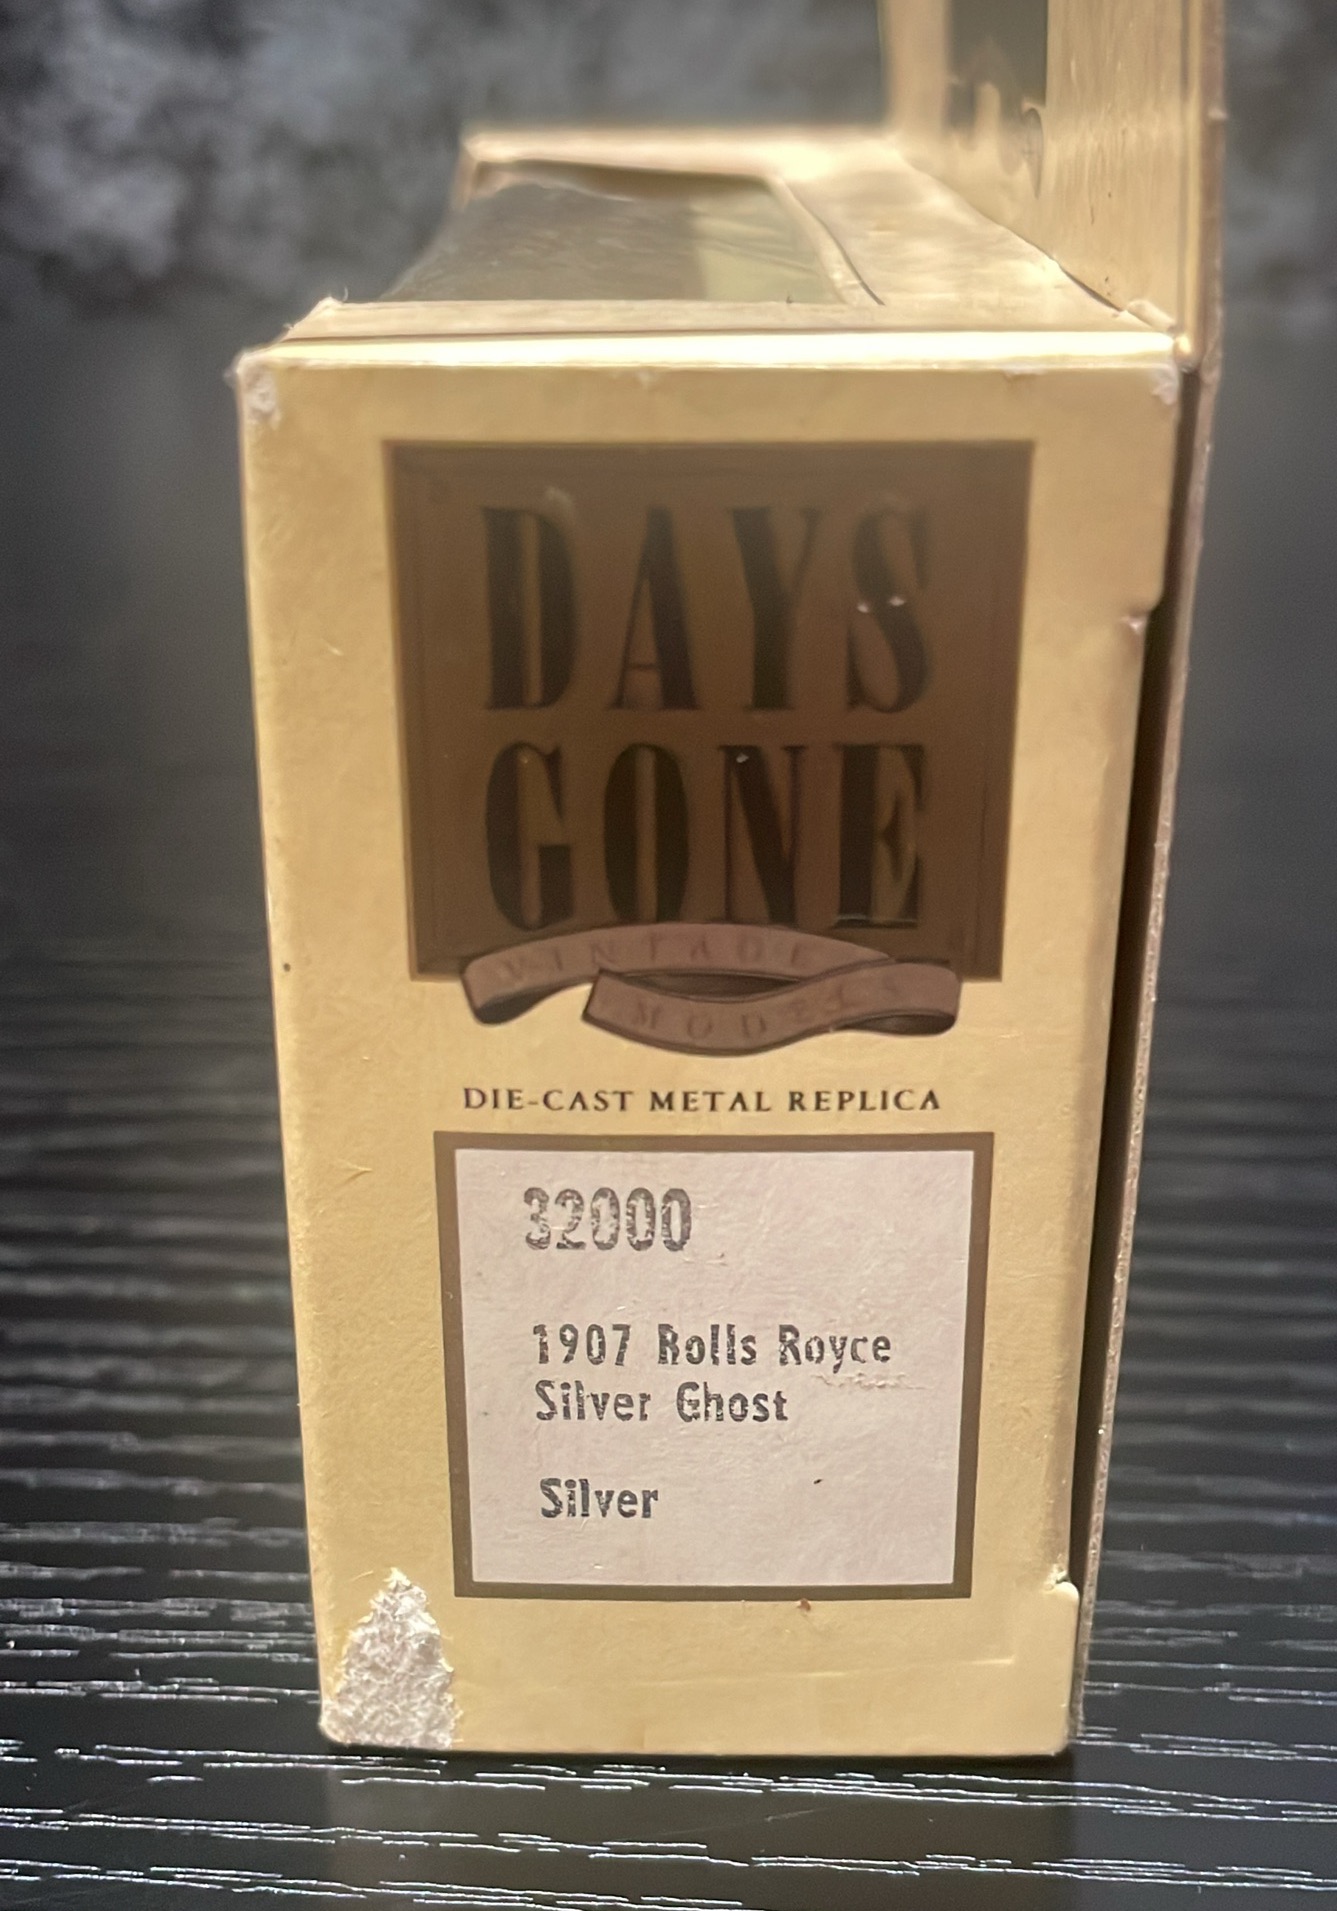 DAYS
GONE
VINTAGE
MODELS
DIE-CAST METAL REPLICA
32000
1907 Rolls Royce
Silver Ghost
Silver